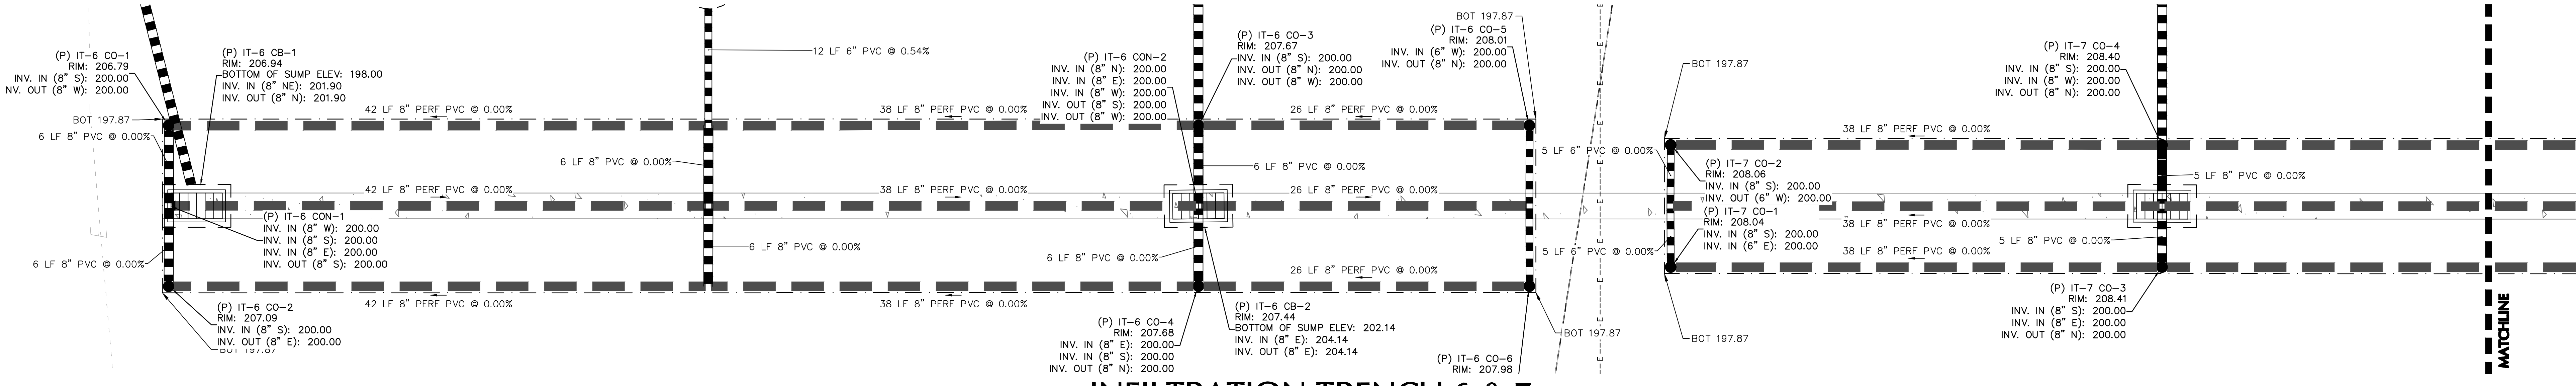 (P) IT-6 CO-1
RIM: 206.79
INV. IN (8" S): 200.00
NV. OUT (8" W): 200.00
(P) IT-6 CB-1
RIM: 206.94
BOTTOM OF SUMP ELEV: 198.00
INV. IN (8" NE): 201.90
INV. OUT (8" N): 201.90
BOT 197.87
6 LF 8" PVC @ 0.00%
42 LF 8" PERF PVC @ 0.00%
12 LF 6" PVC @ 0.54%
38 LF 8" PERF PVC @ 0.00%
(P) IT-6 CON-2
INV. IN (8" N): 200.00
INV. IN (8" E): 200.00
INV. IN (8" W): 200.00
INV. OUT (8" S): 200.00
INV. OUT (8" W): 200.00
(P) IT-6 CO-3
RIM: 207.67
INV. IN (8" S): 200.00
INV. OUT (8" N): 200.00
INV. OUT (8" W): 200.00
26 LF 8" PERF PVC @ 0.00%
BOT 197.87
(P) IT-6 CO-5
RIM: 208.01
INV. IN (6" W): 200.00
INV. OUT (8" N): 200.00
E
BOT 197.87
(P) IT-7 CO-4
RIM: 208.40
INV. IN (8" S): 200.00
INV. IN (8" W): 200.00
INV. OUT (8" N): 200.00
38 LF 8" PERF PVC @ 0.00%
6 LF 8" PVC @ 0.00%
6 LF 8" PVC @ 0.00%
5 LF 6" PVC @ 0.00%
(P) IT-7 CO-2
RIM: 208.06
INV. IN (8" S): 200.00
INV. OUT (6" W): 200.00
5 LF 8" PVC @ 0.00%
42 LF 8" PERF PVC @ 0.00%
38 LF 8" PERF PVC @ 0.00%
26 LF 8" PERF PVC @ 0.00%
(P) IT-6 CON-1
INV. IN (8" W): 200.00
INV. IN (8" S): 200.00
INV. IN (8" E): 200.00
INV. OUT (8" S): 200.00
(P) IT-7 CO-1
RIM: 208.04
INV. IN (8" S): 200.00
INV. IN (6" E): 200.00
38 LF 8" PERF PVC @ 0.00%
E
6 LF 8" PVC @ 0.00%
6 LF 8" PVC @ 0.00%
6 LF 8" PVC @ 0.00%
5 LF 6" PVC @ 0.00%
38 LF 8" PERF PVC @ 0.00%
5 LF 8" PVC @ 0.00%
26 LF 8" PERF PVC @ 0.00%
42 LF 8" PERF PVC @ 0.00%
38 LF 8" PERF PVC @ 0.00%
(P) IT-6 CO-2
RIM: 207.09
INV. IN (8" S): 200.00
INV. OUT (8" E): 200.00
BOT 197.87
(P) IT-6 CO-4
RIM: 207.68
INV. IN (8" E): 200.00
INV. IN (8" S): 200.00
INV. OUT (8" N): 200.00
(P) IT-6 CB-2
RIM: 207.44
BOTTOM OF SUMP ELEV: 202.14
INV. IN (8" E): 204.14
INV. OUT (8" E): 204.14
(P) IT-6 CO-6
RIM: 207.98
BOT 197.87
BOT 197.87
(P) IT-7 CO-3
RIM: 208.41
INV. IN (8" S): 200.00
INV. IN (8" E): 200.00
INV. OUT (8" N): 200.00
MATCHLINE
INFILTRATION TRENCH 6 & 7